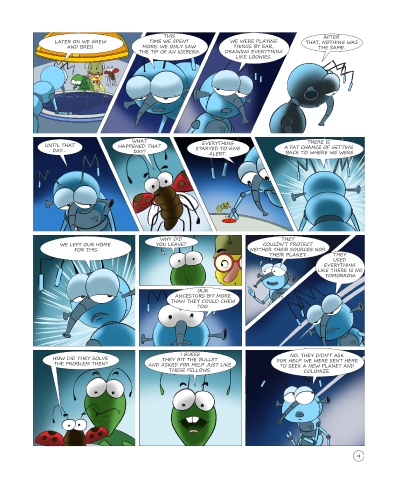 LATER ON WE GREW
AND BRED.
THIS
TIME WE SPENT
MORE. WE ONLY SAW
THE TIP OF AN ICEBERG.
WE WERE PLAYING
THINGS BY EAR,
DRAWING EVERYTHING
LIKE LOONIES.
AFTER
THAT, NOTHING WAS
THE SAME.
UNTIL THAT
DAY...
WHAT
HAPPENED THAT
DAY?
EVERYTHING
STARTED TO GIVE
ALERT.
THERE IS
A FAT CHANCE OF GETTING
BACK TO WHERE WE WERE.
WE LEFT OUR HOME
FOR THIS.
WHY DID
YOU LEAVE?
OUR
ANCESTORS BIT MORE
THAN THEY COULD CHEW
TOO.
THEY
COULDN'T PROTECT
NEITHER THEIR SOURCES NOR
THEIR PLANET.
THEY
USED
EVERYTHING
LIKE THERE IS NO
TOMORROW.
HOW DID THEY SOLVE
THE PROBLEM THEN?
I GUESS
THEY BIT THE BULLET
AND ASKED FOR HELP JUST LIKE
THESE FELLOWS.
NO, THEY DIDN'T ASK
FOR HELP. WE WERE SENT HERE
TO SEEK A NEW PLANET AND
COLONIZE.
9